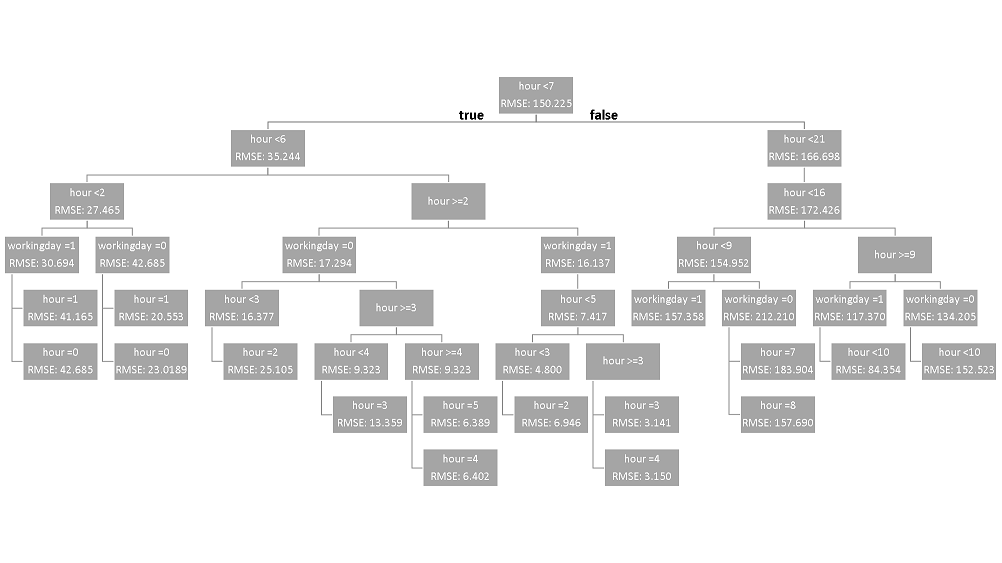 hour <7
RMSE: 150.225
true
false
hour <6
RMSE: 35.244
hour <21
RMSE: 166.698
hour <2
RMSE: 27.465
hour >=2
hour <16
RMSE: 172.426
workingday =1
RMSE: 30.694
workingday =0
RMSE: 42.685
workingday =0
RMSE: 17.294
workingday =1
RMSE: 16.137
hour <9
RMSE: 154.952
hour >=9
hour =1
RMSE: 41.165
hour =1
RMSE: 20.553
hour <3
RMSE: 16.377
hour >=3
hour <5
RMSE: 7.417
workingday =1
RMSE: 157.358
workingday =0
RMSE: 212.210
workingday =1
RMSE: 117.370
workingday =0
RMSE: 134.205
hour =0
RMSE: 42.685
hour =0
RMSE: 23.0189
hour =2
RMSE: 25.105
hour <4
RMSE: 9.323
hour >=4
RMSE: 9.323
hour <3
RMSE: 4.800
hour >=3
hour =7
RMSE: 183.904
hour <10
RMSE: 84.354
hour <10
RMSE: 152.523
hour =3
RMSE: 13.359
hour =5
RMSE: 6.389
hour =2
RMSE: 6.946
hour =3
RMSE: 3.141
hour =8
RMSE: 157.690
hour =4
RMSE: 6.402
hour =4
RMSE: 3.150